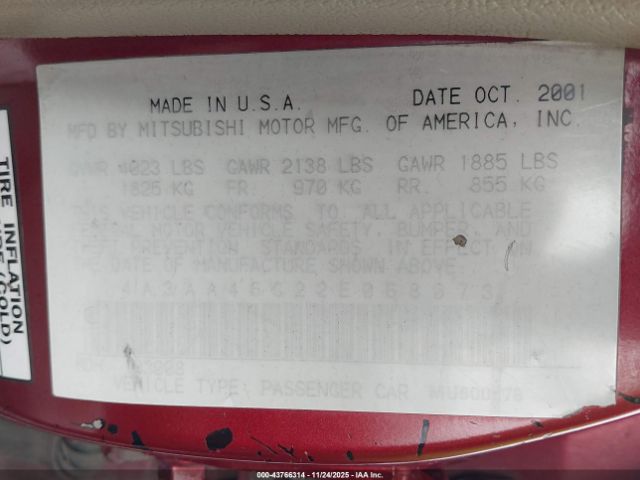 MADE IN U.S.A. DATE OCT. 2001
MFD BY MITSUBISHI MOTOR MFG. OF AMERICA, INC.
GVWR 4023 LBS GAWR 2138 LBS GAWR 1885 LBS
1825 KG FR. 970 KG RR. 855 KG
THIS VEHICLE CONFORMS TO ALL APPLICABLE
FEDERAL MOTOR VEHICLE SAFETY, BUMPER, AND
THEFT PREVENTION STANDARDS IN EFFECT ON
THE DATE OF MANUFACTURE SHOWN ABOVE
VEHICLE TYPE: PASSENGER CAR
TIRE INFLATION
(COLD)
000-43766314 - 11/24/2025 - IAA